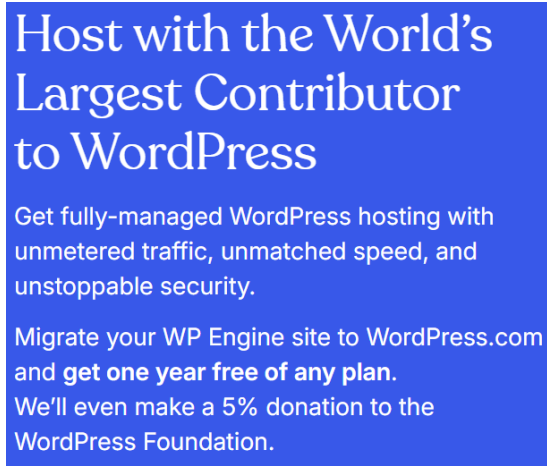 Host with the World’s
Largest Contributor
to WordPress
Get fully-managed WordPress hosting with
unmetered traffic, unmatched speed, and
unstoppable security.
Migrate your WP Engine site to WordPress.com
and get one year free of any plan.
We’ll even make a 5% donation to the
WordPress Foundation.